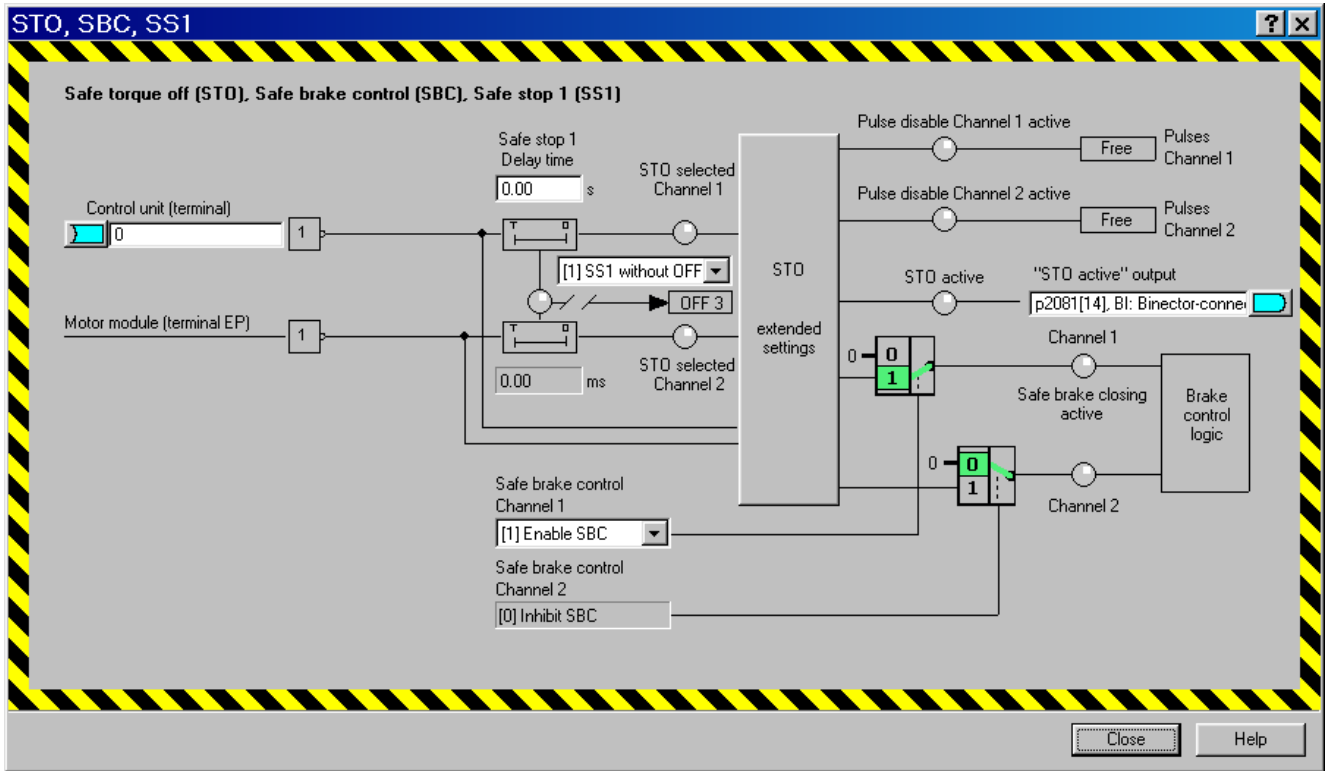 STO, SBC, SS1
Safe torque off (STO), Safe brake control (SBC), Safe stop 1 (SS1)
Safe stop 1
Delay time
0.00
s
STO selected
Channel 1
Pulse disable Channel 1 active
Free
Pulses
Channel 1
Pulse disable Channel 2 active
Free
Pulses
Channel 2
Control unit (terminal)
0
1
T
0
[1] SS1 without OFF
OFF 3
STO
extended
settings
STO active
"STO active" output
p2081[14], BI: Binector-connec
Motor module (terminal EP)
1
T
0
0.00
ms
STO selected
Channel 2
0
0
1
Channel 1
Safe brake closing
active
Brake
control
logic
0
0
1
Channel 2
Safe brake control
Channel 1
[1] Enable SBC
Safe brake control
Channel 2
[0] Inhibit SBC
Close
Help